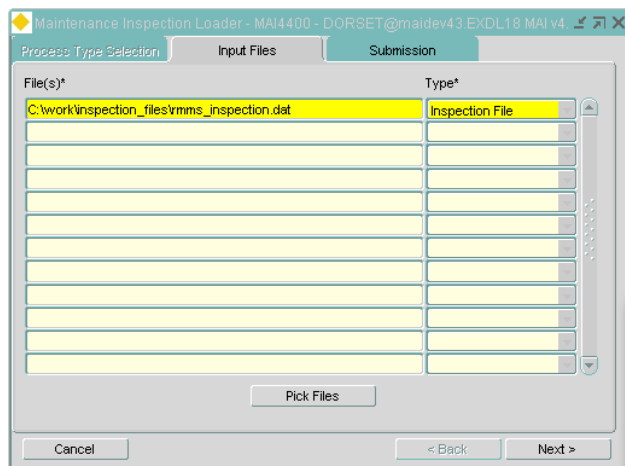 Maintenance Inspection Loader - MAI4400 - DORSET@maidev43.EXDL18 MAI v4.
Process Type Selection Input Files Submission
File(s)* Type*
C:\work\inspection_files\rmms_inspection.dat Inspection File
Pick Files
Cancel < Back Next >